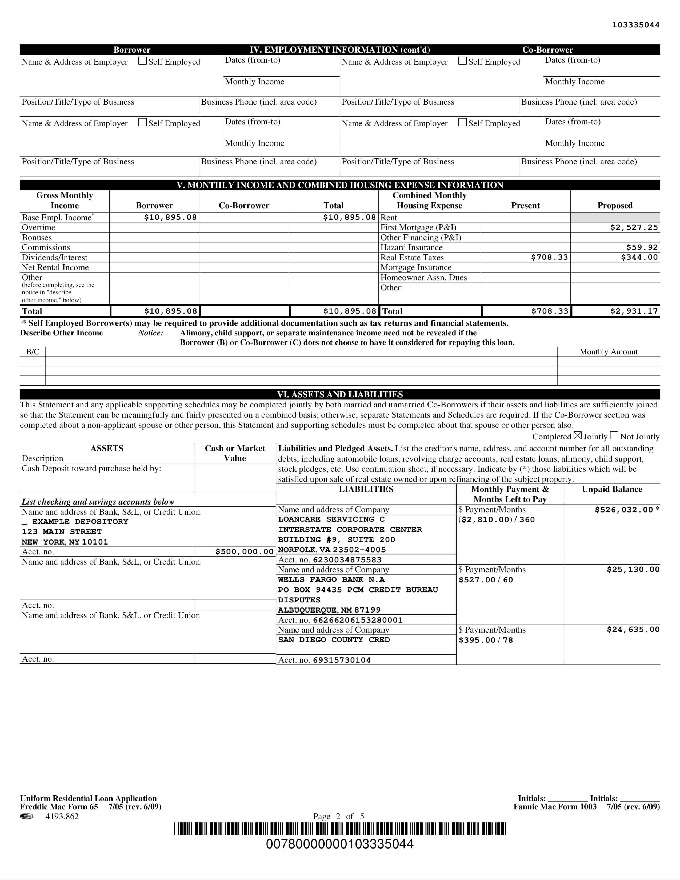 103335044
Borrower IV. EMPLOYMENT INFORMATION (cont'd) Co-Borrower
Name & Address of Employer ☐ Self Employed Dates (from-to) Name & Address of Employer ☐ Self Employed Dates (from-to)
Monthly Income Monthly Income
Position/Title/Type of Business Business Phone (incl. area code) Position/Title/Type of Business Business Phone (incl. area code)
Name & Address of Employer ☐ Self Employed Dates (from-to) Name & Address of Employer ☐ Self Employed Dates (from-to)
Monthly Income Monthly Income
Position/Title/Type of Business Business Phone (incl. area code) Position/Title/Type of Business Business Phone (incl. area code)
V. MONTHLY INCOME AND COMBINED HOUSING EXPENSE INFORMATION
Gross Monthly Combined Monthly
Income Borrower Co-Borrower Total Housing Expense Present Proposed
Base Empl. Income* $10,895.08 $10,895.08 Rent
Overtime First Mortgage (P&I) $2,527.25
Bonuses Other Financing (P&I)
Commissions Hazard Insurance $59.92
Dividends/Interest Real Estate Taxes $708.33 $344.00
Net Rental Income Mortgage Insurance
Other Homeowner Assn. Dues
(before completing, see the Other
notice in "describe
other income," below)
Total $10,895.08 $10,895.08 Total $708.33 $2,931.17
* Self Employed Borrower(s) may be required to provide additional documentation such as tax returns and financial statements.
Describe Other Income Notice: Alimony, child support, or separate maintenance income need not be revealed if the
Borrower (B) or Co-Borrower (C) does not choose to have it considered for repaying this loan.
B/C Monthly Amount
VI. ASSETS AND LIABILITIES
This Statement and any applicable supporting schedules may be completed jointly by both married and unmarried Co-Borrowers if their assets and liabilities are sufficiently joined
so that the Statement can be meaningfully and fairly presented on a combined basis; otherwise, separate Statements and Schedules are required. If the Co-Borrower section was
completed about a non-applicant spouse or other person, this Statement and supporting schedules must be completed about that spouse or other person also.
Completed ☒ Jointly ☐ Not Jointly
ASSETS Cash or Market Liabilities and Pledged Assets. List the creditor's name, address, and account number for all outstanding
Description Value debts, including automobile loans, revolving charge accounts, real estate loans, alimony, child support,
Cash Deposit toward purchase held by: stock pledges, etc. Use continuation sheet, if necessary. Indicate by (*) those liabilities which will be
satisfied upon sale of real estate owned or upon refinancing of the subject property.
LIABILITIES Monthly Payment & Unpaid Balance
List checking and savings accounts below Months Left to Pay
Name and address of Bank, S&L, or Credit Union Name and address of Company $ Payment/Months $526,032.00*
_ EXAMPLE DEPOSITORY LOANCARE SERVICING C ($2,810.00)/360
123 MAIN STREET INTERSTATE CORPORATE CENTER
NEW YORK, NY 10101 BUILDING #9, SUITE 200
Acct. no. $500,000.00 NORFOLK, VA 23502-4005
Name and address of Bank, S&L, or Credit Union Acct. no. 6230034875583
Name and address of Company $ Payment/Months $25,130.00
WELLS FARGO BANK N.A $527.00/60
PO BOX 94435 PCM CREDIT BUREAU
Acct. no. DISPUTES
Name and address of Bank, S&L, or Credit Union ALBUQUERQUE, NM 87199
Acct. no. 66266206153280001
Name and address of Company $ Payment/Months $24,635.00
SAN DIEGO COUNTY CRED $395.00/78
Acct. no. Acct. no. 69315730104
Uniform Residential Loan Application Initials: ________ Initials: ________
Freddie Mac Form 65 7/05 (rev. 6/09) Fannie Mae Form 1003 7/05 (rev. 6/09)
4193.862 Page 2 of 5
00780000000103335044